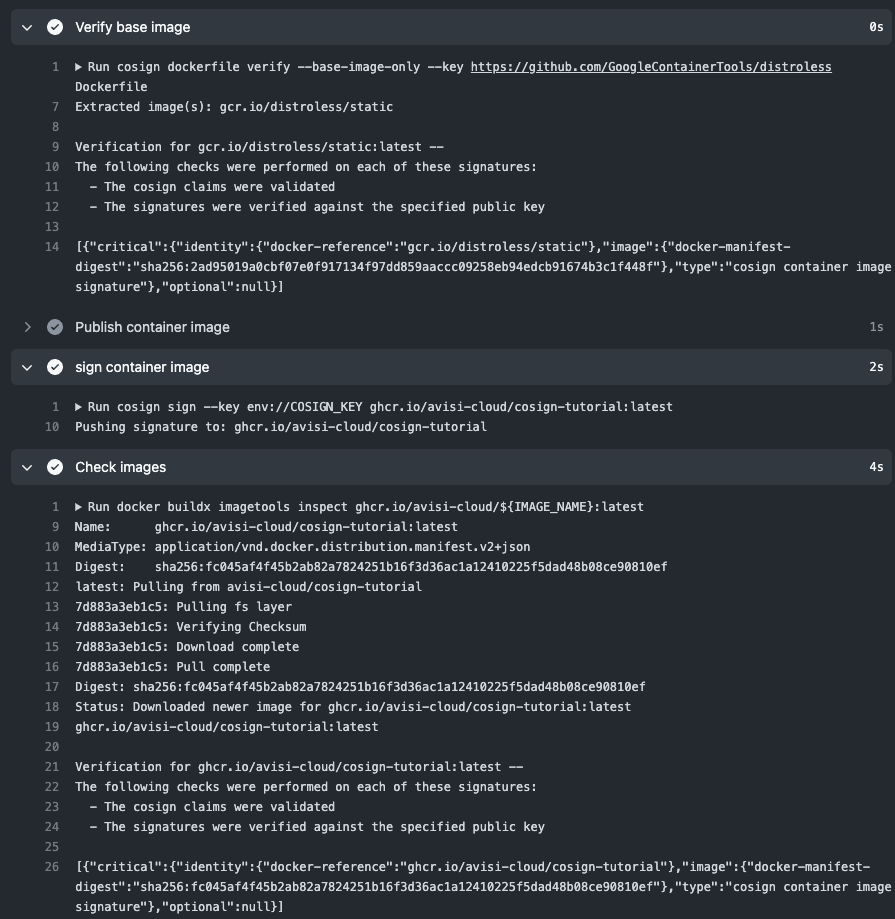 Verify base image 0s
1 ▶ Run cosign dockerfile verify --base-image-only --key https://github.com/GoogleContainerTools/distroless
Dockerfile
7 Extracted image(s): gcr.io/distroless/static
8
9 Verification for gcr.io/distroless/static:latest --
10 The following checks were performed on each of these signatures:
11 - The cosign claims were validated
12 - The signatures were verified against the specified public key
13
14 [{"critical":{"identity":{"docker-reference":"gcr.io/distroless/static"},"image":{"docker-manifest-
digest":"sha256:2ad95019a0cbf07e0f917134f97dd859aaccc09258eb94edcb91674b3c1f448f"},"type":"cosign container image
signature"},"optional":null}]
Publish container image 1s
sign container image 2s
1 ▶ Run cosign sign --key env://COSIGN_KEY ghcr.io/avisi-cloud/cosign-tutorial:latest
10 Pushing signature to: ghcr.io/avisi-cloud/cosign-tutorial
Check images 4s
1 ▶ Run docker buildx imagetools inspect ghcr.io/avisi-cloud/${IMAGE_NAME}:latest
9 Name: ghcr.io/avisi-cloud/cosign-tutorial:latest
10 MediaType: application/vnd.docker.distribution.manifest.v2+json
11 Digest: sha256:fc045af4f45b2ab82a7824251b16f3d36ac1a12410225f5dad48b08ce90810ef
12 latest: Pulling from avisi-cloud/cosign-tutorial
13 7d883a3eb1c5: Pulling fs layer
14 7d883a3eb1c5: Verifying Checksum
15 7d883a3eb1c5: Download complete
16 7d883a3eb1c5: Pull complete
17 Digest: sha256:fc045af4f45b2ab82a7824251b16f3d36ac1a12410225f5dad48b08ce90810ef
18 Status: Downloaded newer image for ghcr.io/avisi-cloud/cosign-tutorial:latest
19 ghcr.io/avisi-cloud/cosign-tutorial:latest
20
21 Verification for ghcr.io/avisi-cloud/cosign-tutorial:latest --
22 The following checks were performed on each of these signatures:
23 - The cosign claims were validated
24 - The signatures were verified against the specified public key
25
26 [{"critical":{"identity":{"docker-reference":"ghcr.io/avisi-cloud/cosign-tutorial"},"image":{"docker-manifest-
digest":"sha256:fc045af4f45b2ab82a7824251b16f3d36ac1a12410225f5dad48b08ce90810ef"},"type":"cosign container image
signature"},"optional":null}]